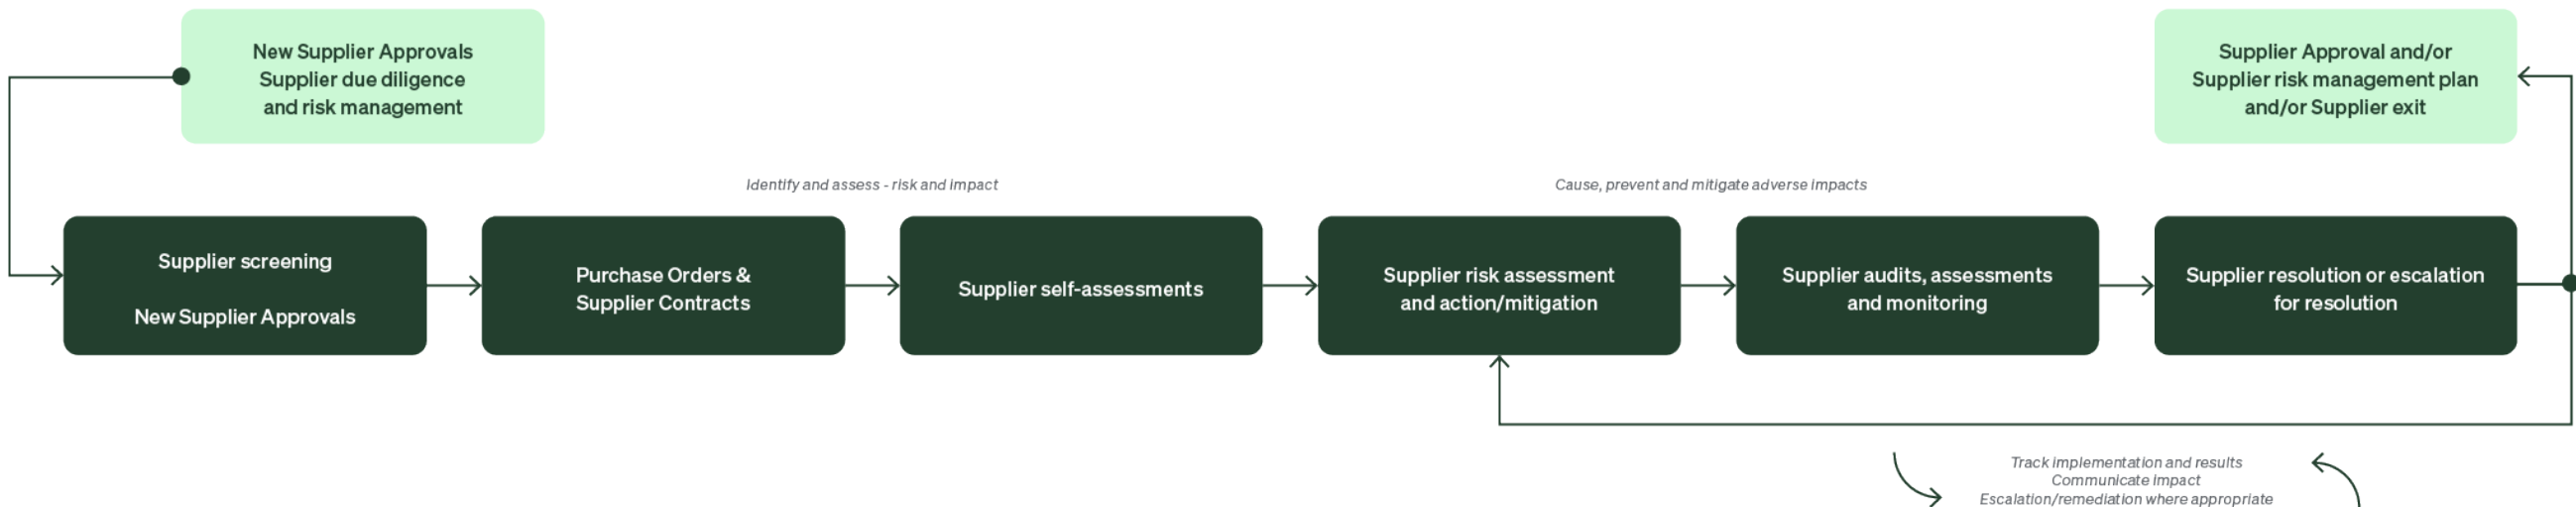 New Supplier Approvals
Supplier due diligence
and risk management
Supplier Approval and/or
Supplier risk management plan
and/or Supplier exit
Identify and assess - risk and impact
Cause, prevent and mitigate adverse impacts
Supplier screening
New Supplier Approvals
Purchase Orders &
Supplier Contracts
Supplier self-assessments
Supplier risk assessment
and action/mitigation
Supplier audits, assessments
and monitoring
Supplier resolution or escalation
for resolution
Track implementation and results
Communicate impact
Escalation/remediation where appropriate